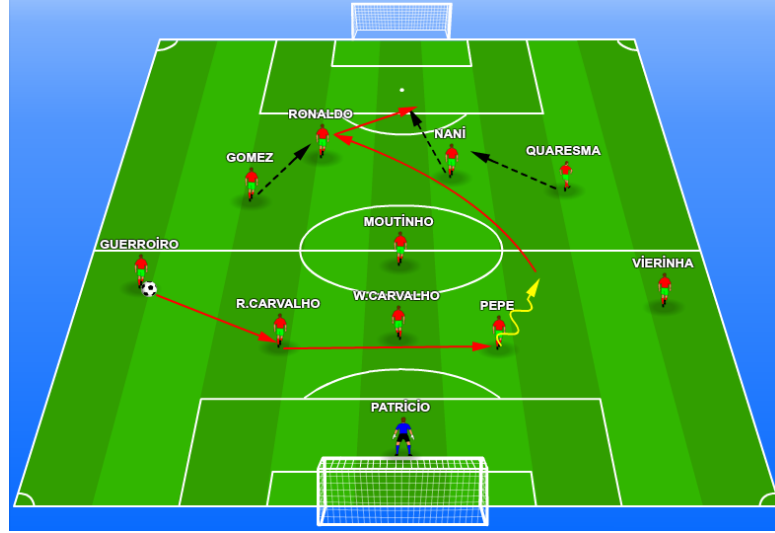 RONALDO
NANİ
GOMEZ
QUARESMA
MOUTİNHO
GUERROİRO
VİERİNHA
R.CARVALHO
W.CARVALHO
PEPE
PATRİCİO